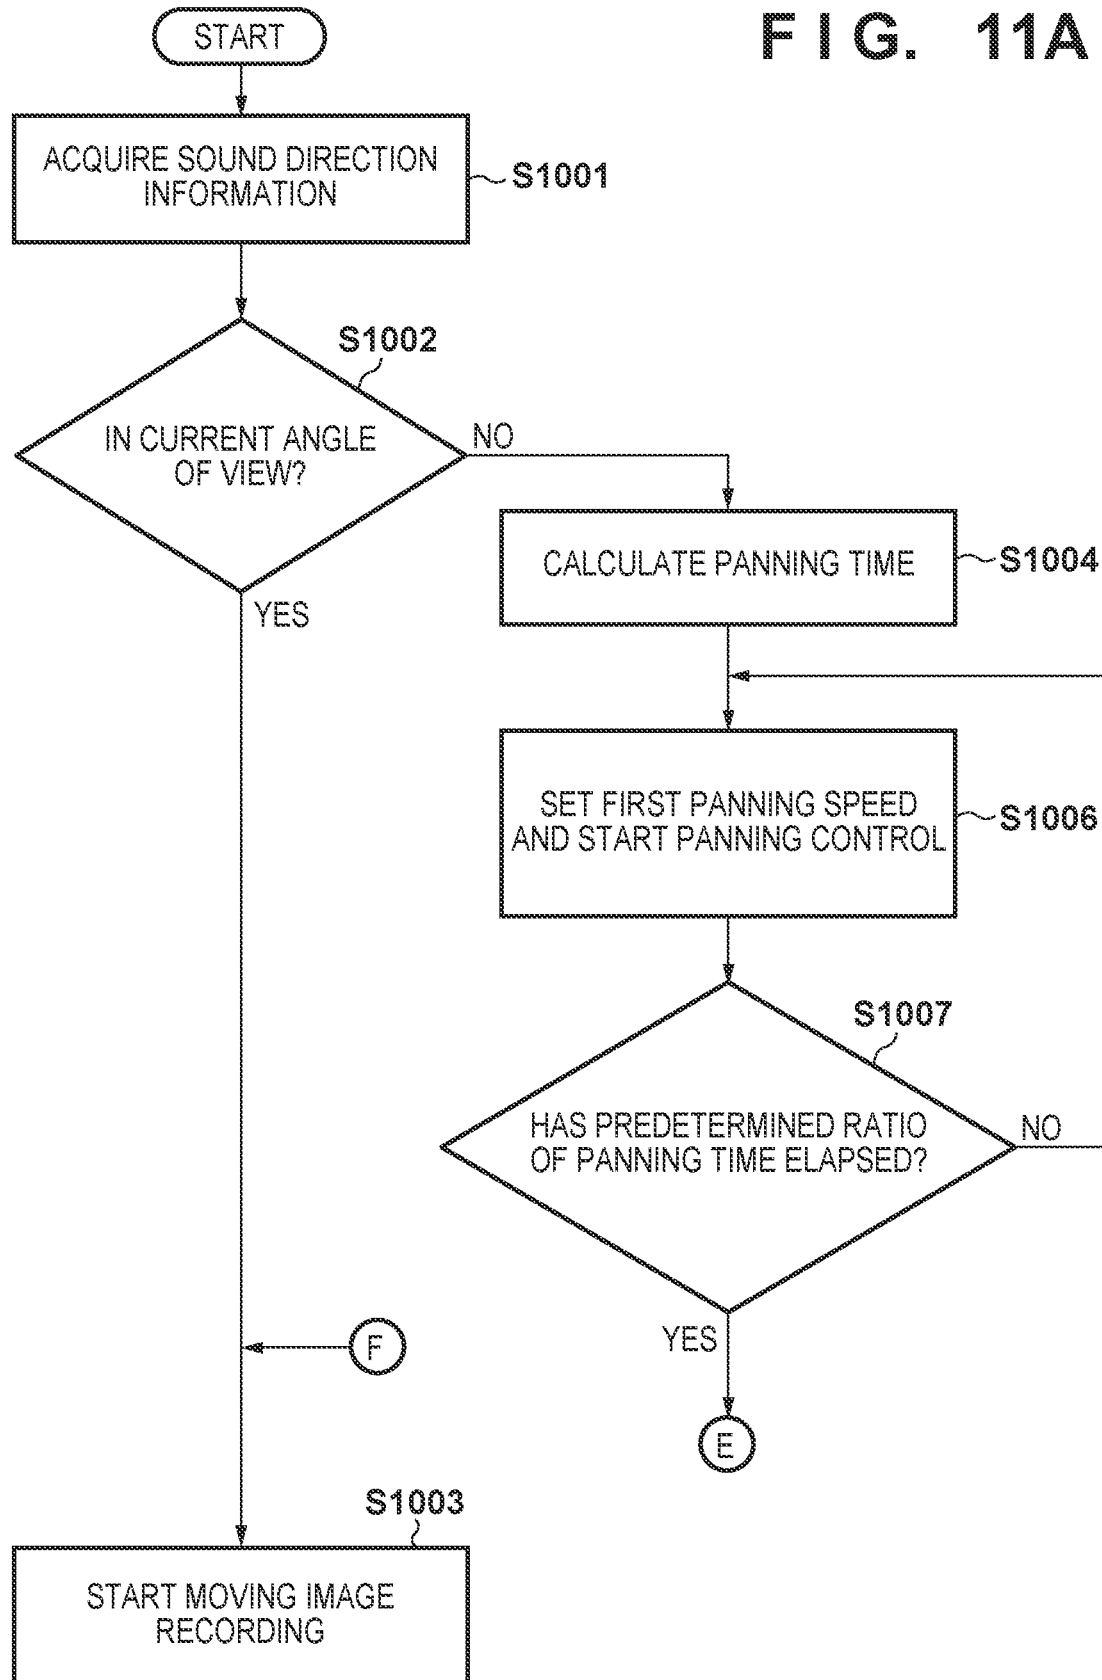 FIG. 11A
START
ACQUIRE SOUND DIRECTION
INFORMATION
S1001
S1002
IN CURRENT ANGLE
OF VIEW?
NO
YES
CALCULATE PANNING TIME
S1004
SET FIRST PANNING SPEED
AND START PANNING CONTROL
S1006
S1007
HAS PREDETERMINED RATIO
OF PANNING TIME ELAPSED?
NO
YES
F
E
S1003
START MOVING IMAGE
RECORDING